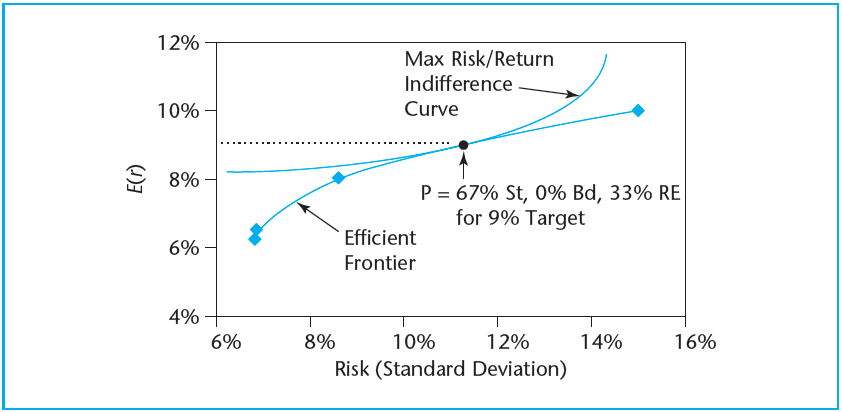 12%
Max Risk/Return
Indifference
Curve
10%
E(r)
8%
P = 67% St, 0% Bd, 33% RE
for 9% Target
Efficient
Frontier
6%
4%
6% 8% 10% 12% 14% 16%
Risk (Standard Deviation)